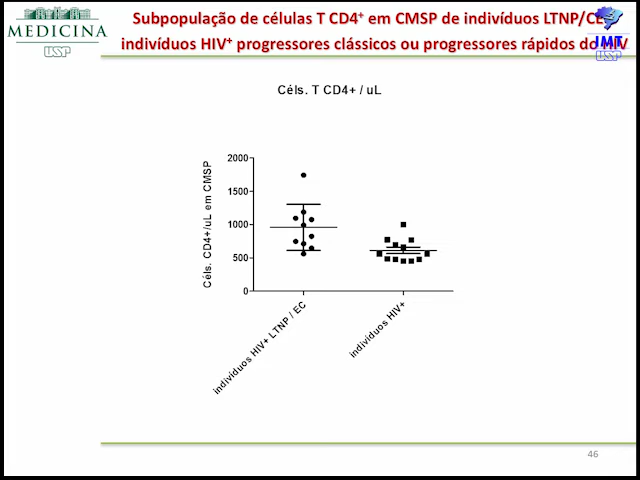 MEDICINA
USP
Subpopulação de células T CD4⁺ em CMSP de indivíduos LTNP/CE
indivíduos HIV⁺ progressores clássicos ou progressores rápidos do HIV
IMT
USP
Céls. T CD4+ / uL
Céls. CD4+/uL em CMSP
2000
1500
1000
500
0
indivíduos HIV+ LTNP / EC
indivíduos HIV+
46